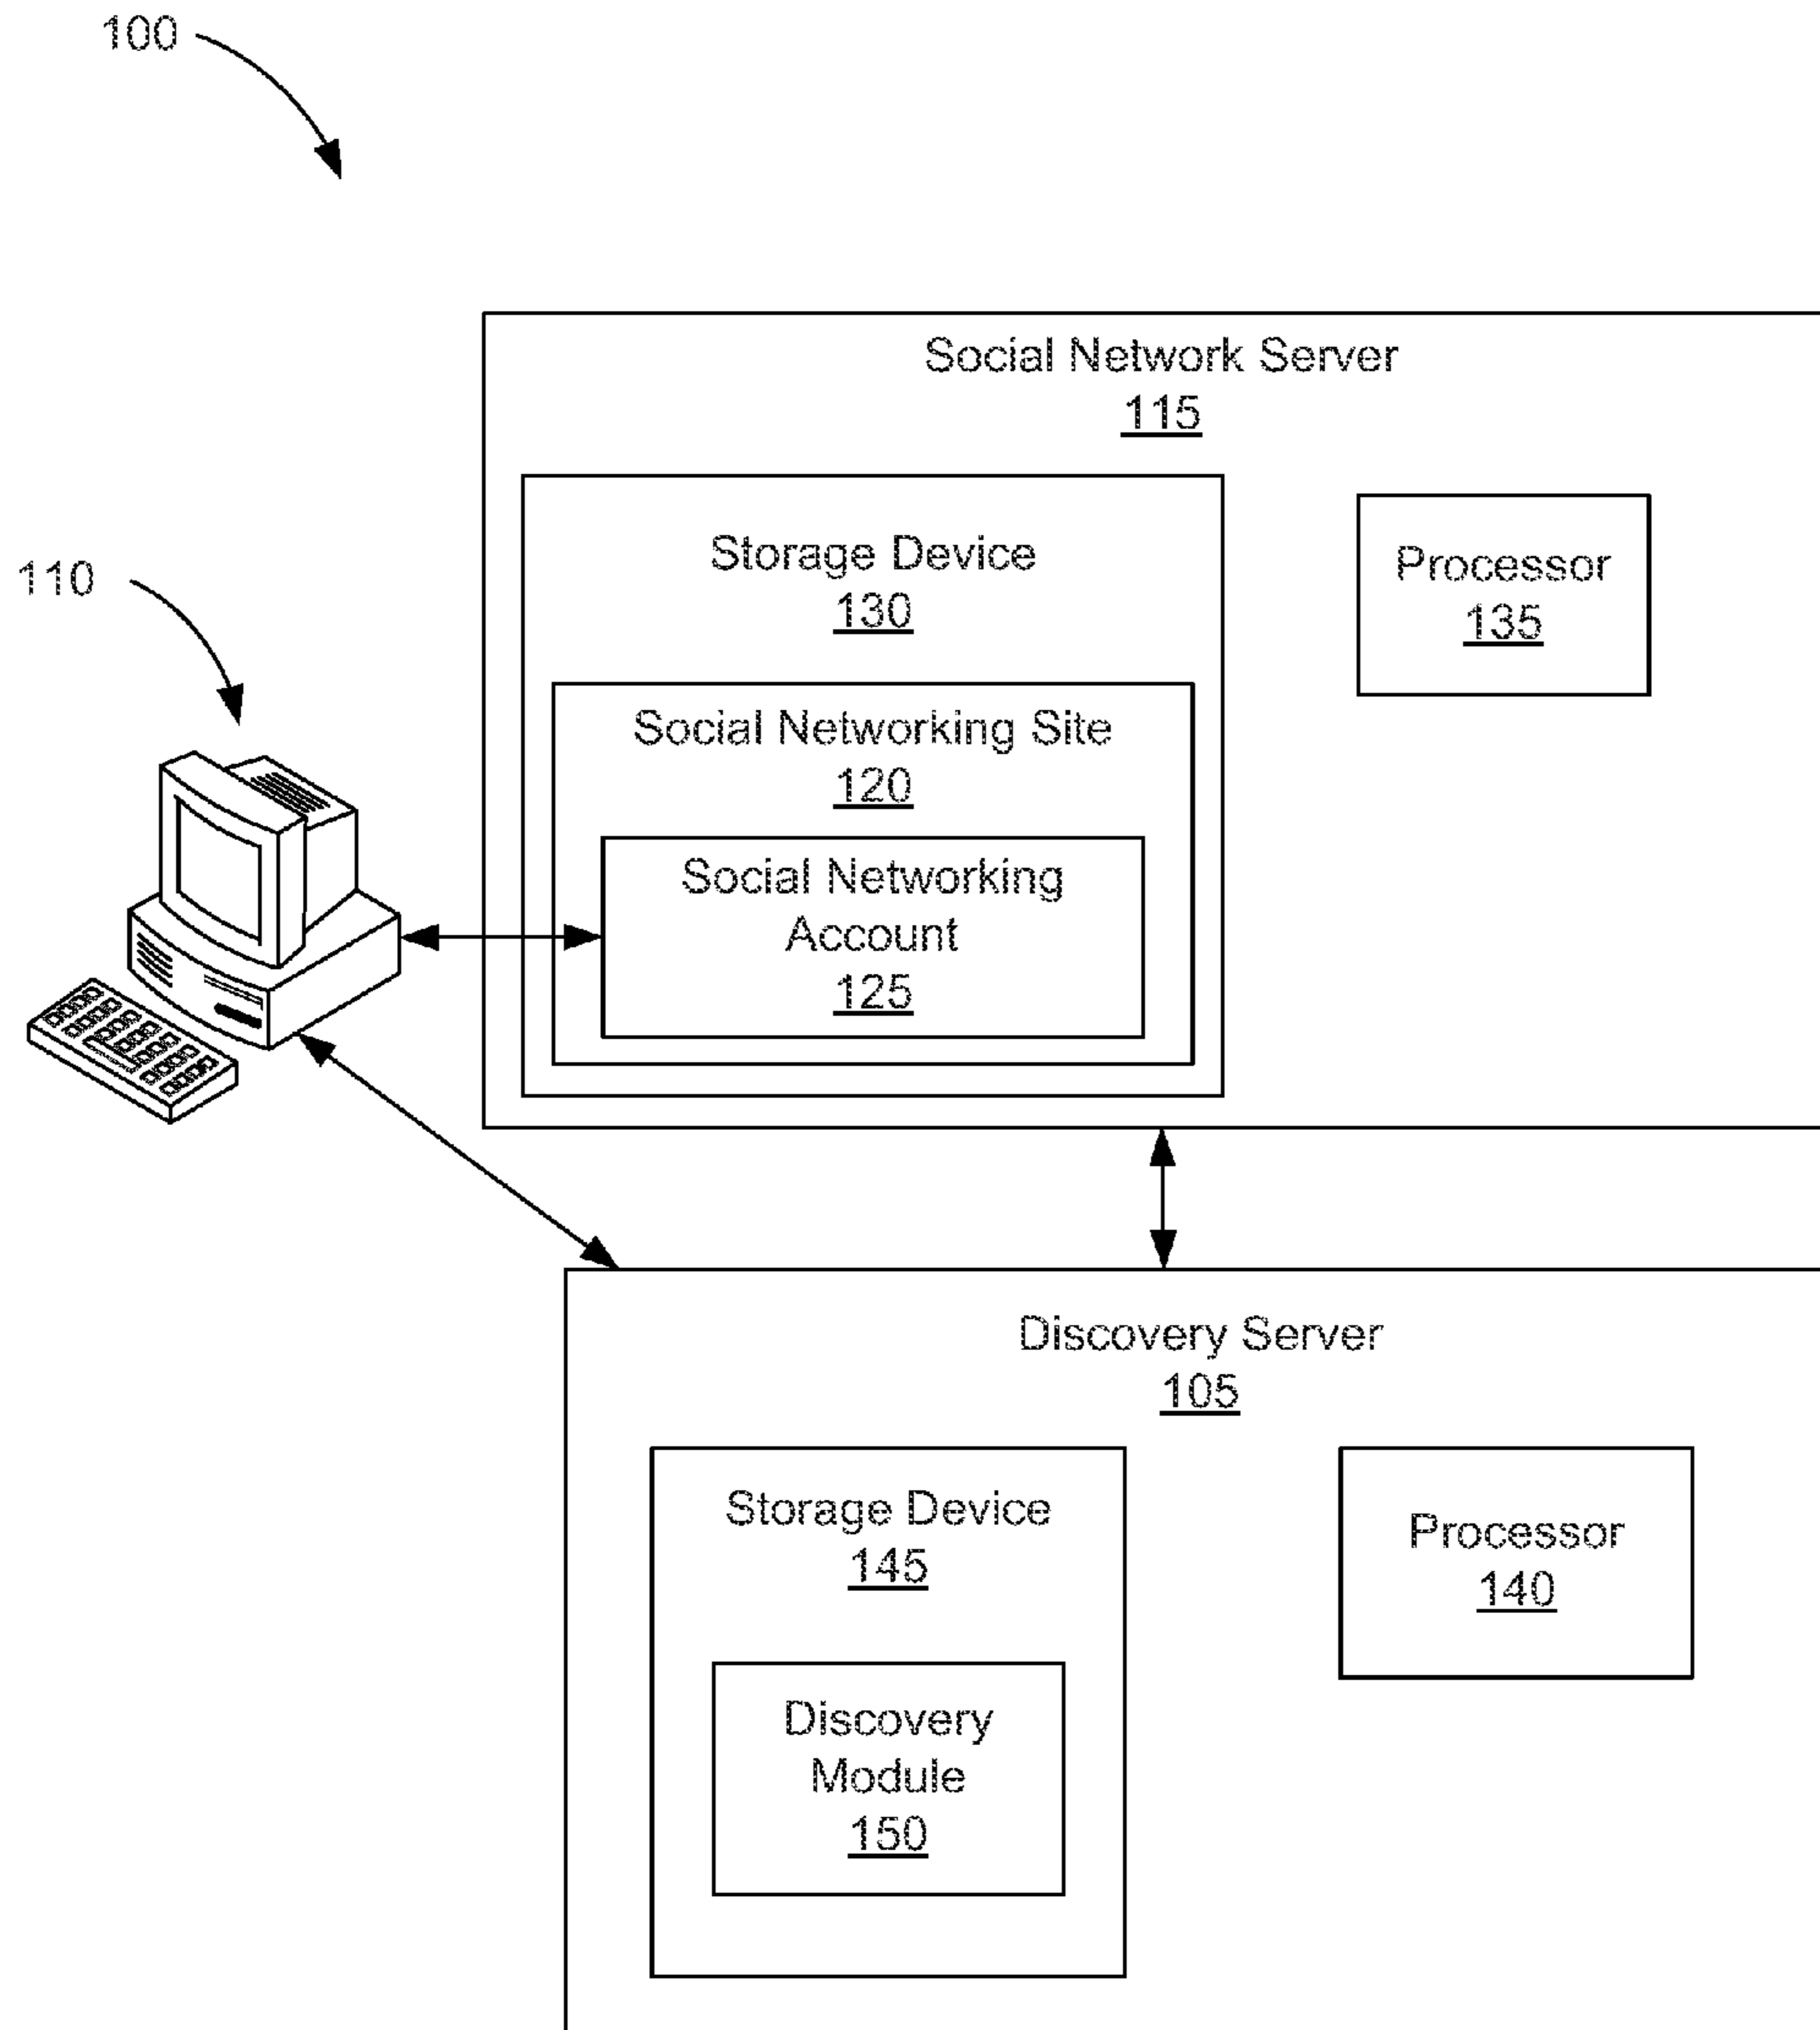 100
Social Network Server
115
Storage Device
130
Processor
135
110
Social Networking Site
120
Social Networking
Account
125
Discovery Server
105
Storage Device
145
Processor
140
Discovery
Module
150